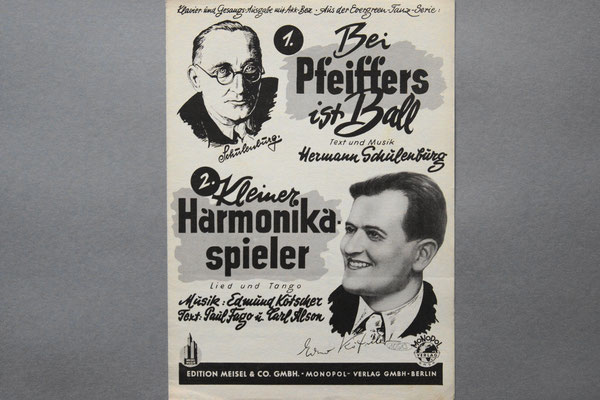 Klavier und Gesangs-Ausgabe mit Akk-Bez. · Aus der Evergreen-Tanz-Serie:
1. Bei
Pfeiffers
ist Ball
Text und Musik
Hermann Schulenburg
Schulenburg.
2. Kleiner
Harmonika-
spieler
Lied und Tango
Musik: Edmund Kötscher
Text: Paul Fago u. Carl Alson
MONOPOL
VERLAG
EDITION MEISEL & CO. GMBH. · MONOPOL - VERLAG GMBH · BERLIN